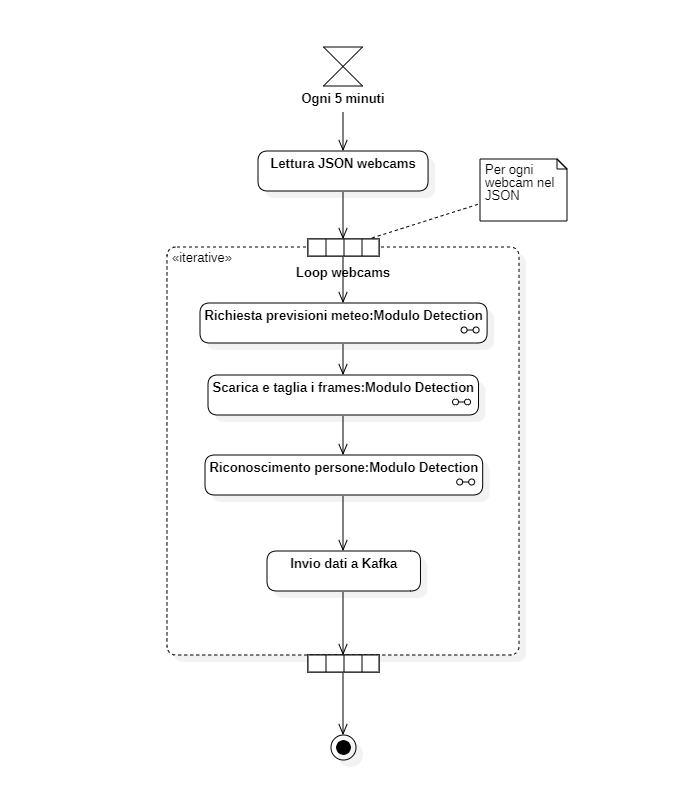 Ogni 5 minuti
Lettura JSON webcams
Per ogni
webcam nel
JSON
«iterative»
Loop webcams
Richiesta previsioni meteo:Modulo Detection
Scarica e taglia i frames:Modulo Detection
Riconoscimento persone:Modulo Detection
Invio dati a Kafka